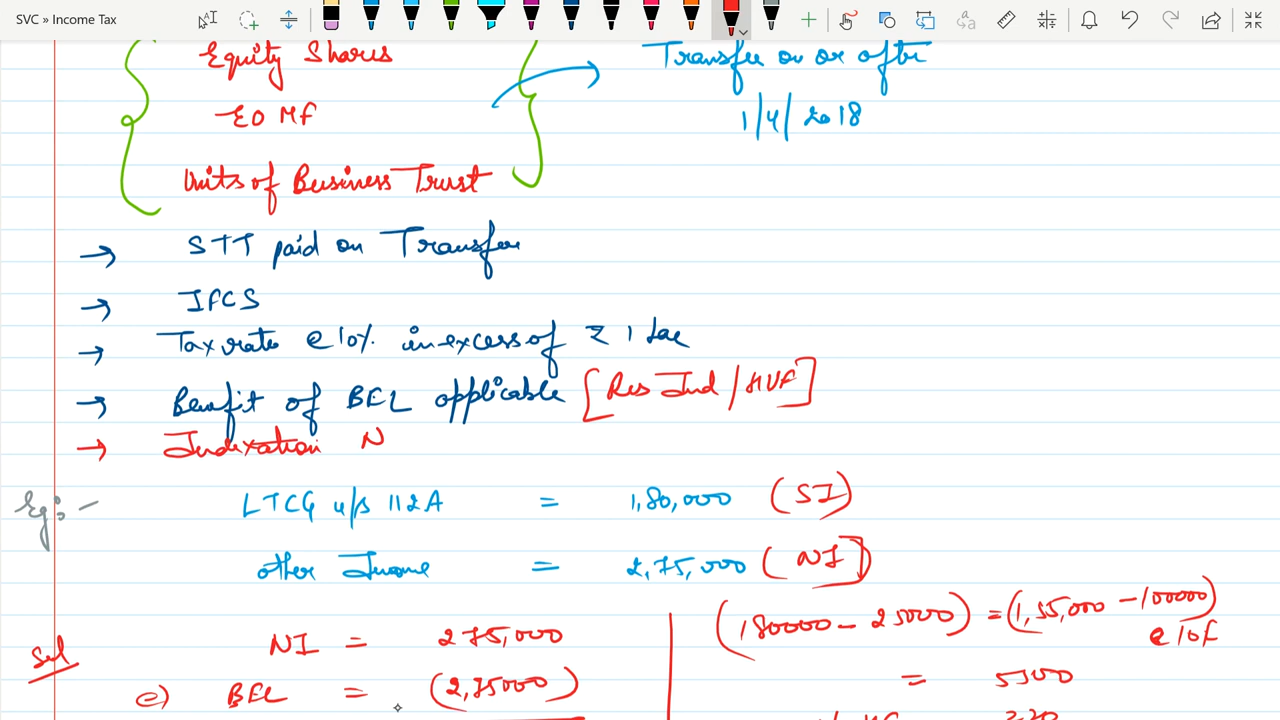 SVC » Income Tax
Equity Shares
EO MF
Units of Business Trust
Transfer on or after
1/4/2018
→ STT paid on Transfer
→ IFCS
→ Tax rate @ 10% in excess of ₹ 1 Lac
→ Benefit of BEL applicable [Res Ind / HUF]
→ Indexation N
Eg:- LTCG u/s 112A = 1,80,000 (SI)
other Income = 2,75,000 (NI)
Sol NI = 275,000
(-) BEL = (2,75000)
(180000 - 25000) = (1,55,000 - 100000)
@ 10%
= 5500